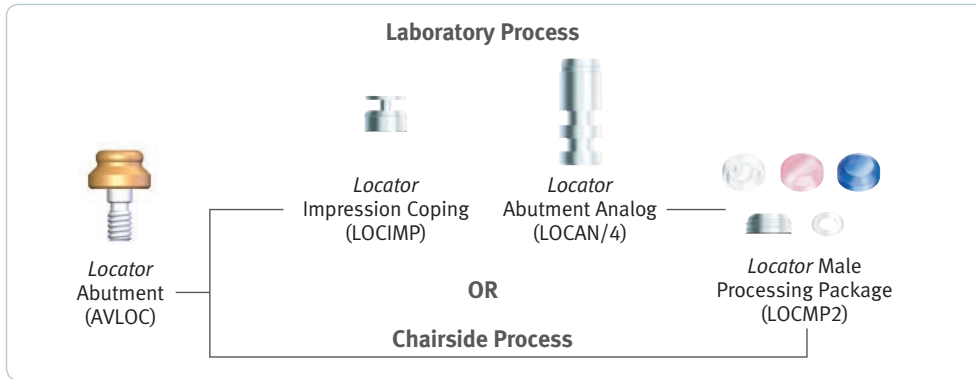 Laboratory Process
Locator
Impression Coping
(LOCIMP)
Locator
Abutment Analog
(LOCAN/4)
Locator
Abutment
(AVLOC)
Locator Male
Processing Package
(LOCMP2)
OR
Chairside Process